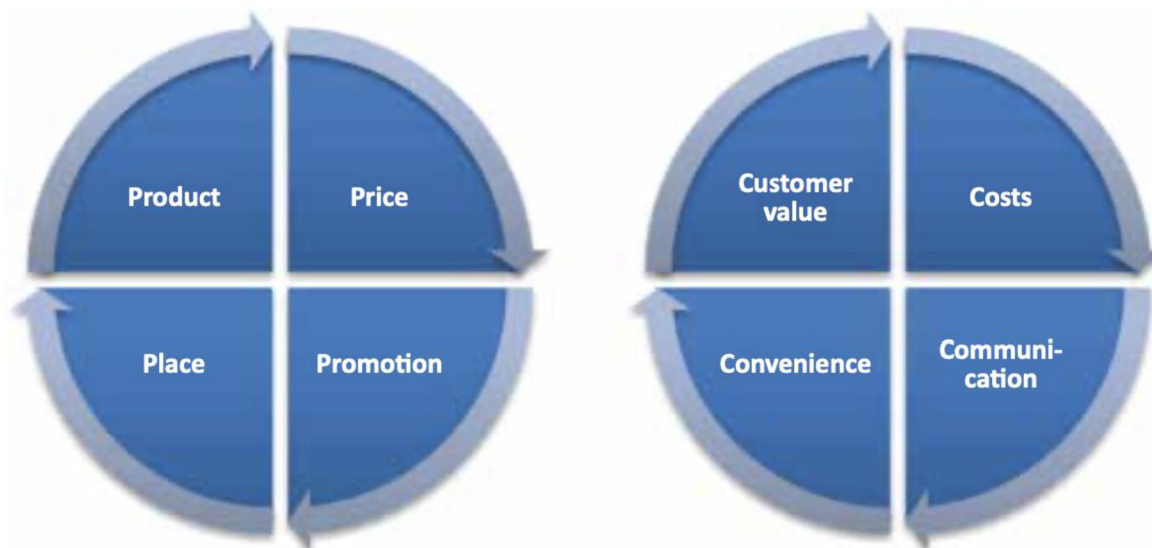 Product
Price
Customer
value
Costs
Place
Promotion
Convenience
Communi-
cation